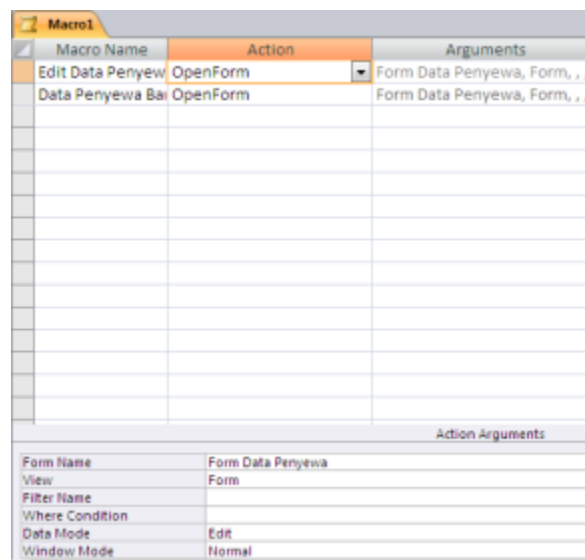 Macro1
Macro Name Action Arguments
Edit Data Penyew OpenForm Form Data Penyewa, Form, , ,
Data Penyewa Bar OpenForm Form Data Penyewa, Form, , ,
Action Arguments
Form Name Form Data Penyewa
View Form
Filter Name
Where Condition
Data Mode Edit
Window Mode Normal